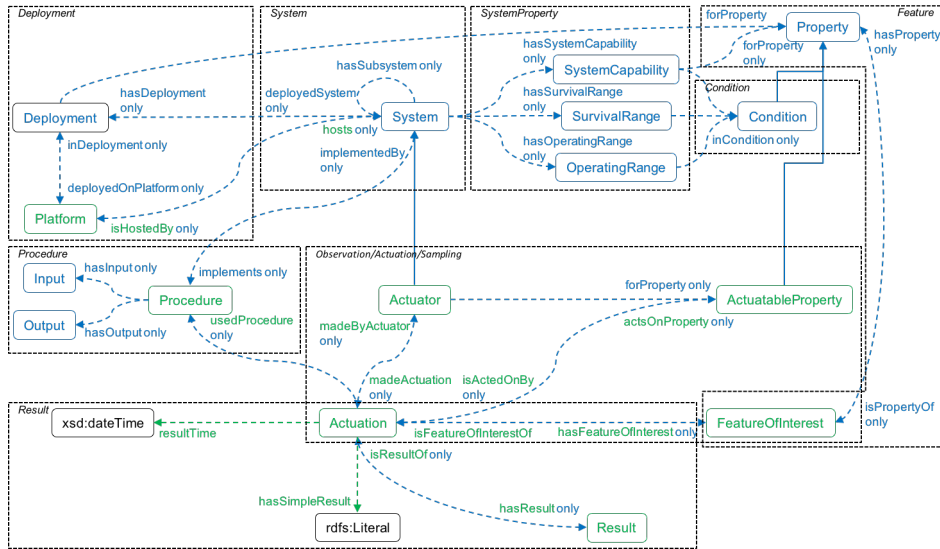 Deployment
System
SystemProperty
Feature
forProperty
Property
hasProperty
only
forProperty
only
hasSystemCapability
only
SystemCapability
hasSubsystem only
hasDeployment
only
deployedSystem
only
hasSurvivalRange
only
Condition
Deployment
System
SurvivalRange
Condition
hosts only
inDeployment only
implementedBy
only
hasOperatingRange
only
inCondition only
OperatingRange
deployedOnPlatform only
Platform
isHostedBy only
Procedure
Observation/Actuation/Sampling
Input
hasInput only
implements only
Procedure
Actuator
forProperty only
ActuatableProperty
Output
hasOutput only
usedProcedure
only
madeByActuator
only
actsOnProperty
only
madeActuation
only
isActedOnBy
only
Result
xsd:dateTime
resultTime
Actuation
isFeatureOfInterestOf
hasFeatureOfInterest only
FeatureOfInterest
isPropertyOf
only
isResultOf only
hasSimpleResult
rdfs:Literal
hasResult only
Result